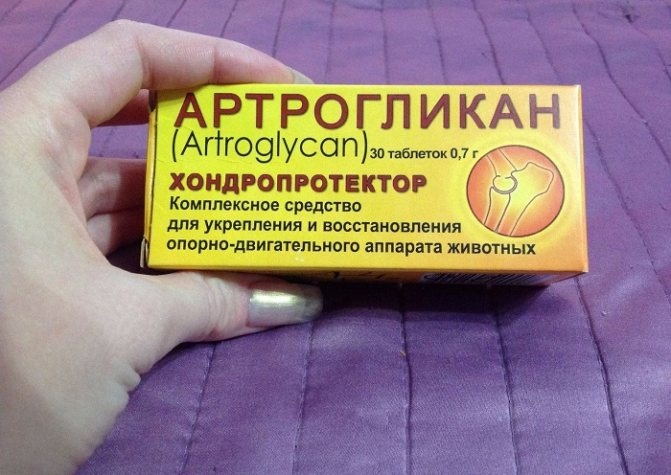 АРТРОГЛИКАН
(Artroglycan) 30 таблеток 0,7 г
ХОНДРОПРОТЕКТОР
Комплексное средство
для укрепления и восстановления
опорно-двигательного аппарата животных